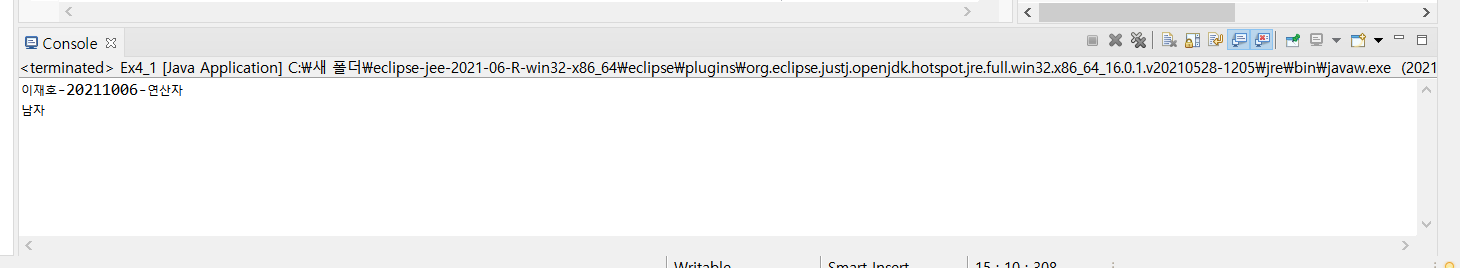 Console
<terminated> Ex4_1 [Java Application] C:₩새 폴더₩eclipse-jee-2021-06-R-win32-x86_64₩eclipse₩plugins₩org.eclipse.justj.openjdk.hotspot.jre.full.win32.x86_64_16.0.1.v20210528-1205₩jre₩bin₩javaw.exe (2021
이재호-20211006-연산자
남자
Writable Smart Insert 15 : 10 : 308